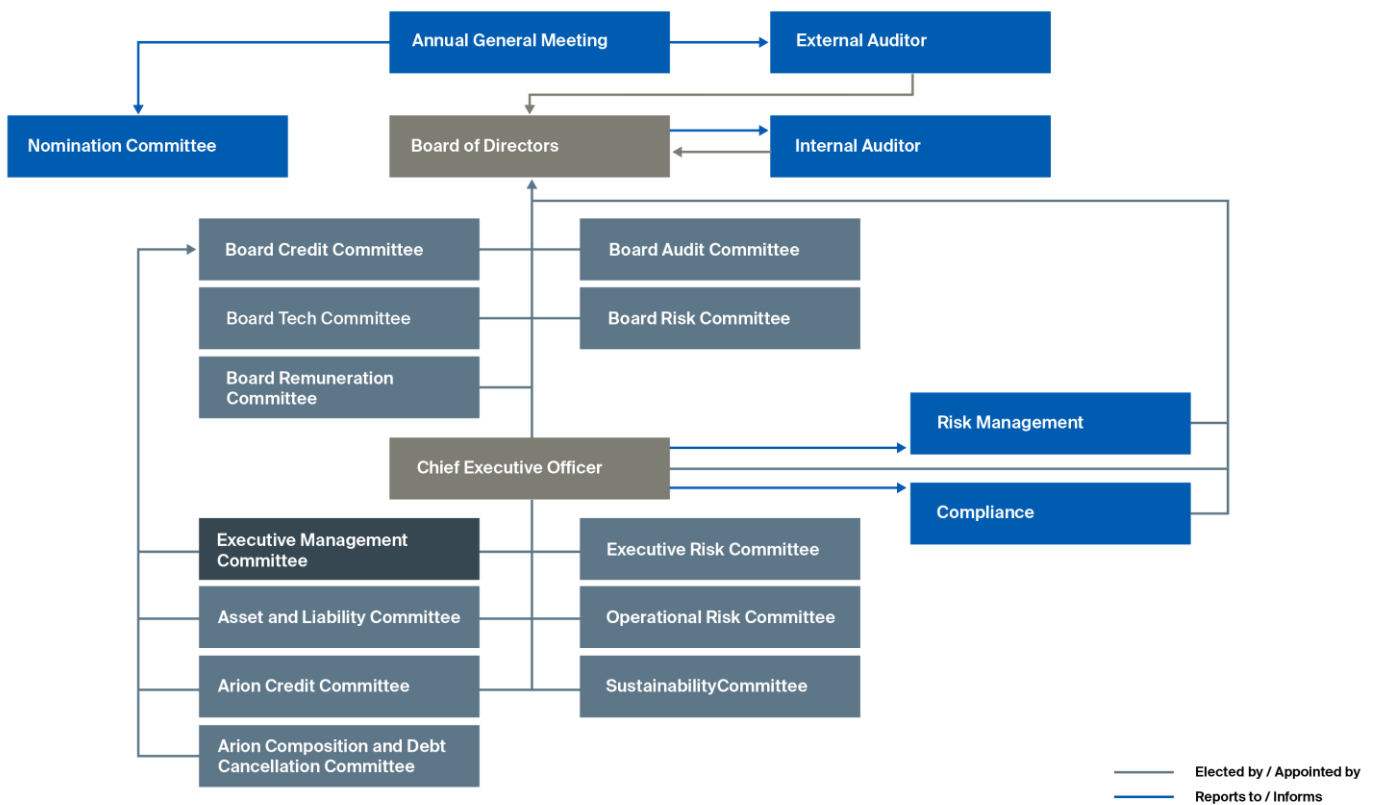 Annual General Meeting
External Auditor
Nomination Committee
Board of Directors
Internal Auditor
Board Credit Committee
Board Audit Committee
Board Tech Committee
Board Risk Committee
Board Remuneration
Committee
Risk Management
Chief Executive Officer
Compliance
Executive Management
Committee
Executive Risk Committee
Asset and Liability Committee
Operational Risk Committee
Arion Credit Committee
SustainabilityCommittee
Arion Composition and Debt
Cancellation Committee
Elected by / Appointed by
Reports to / Informs